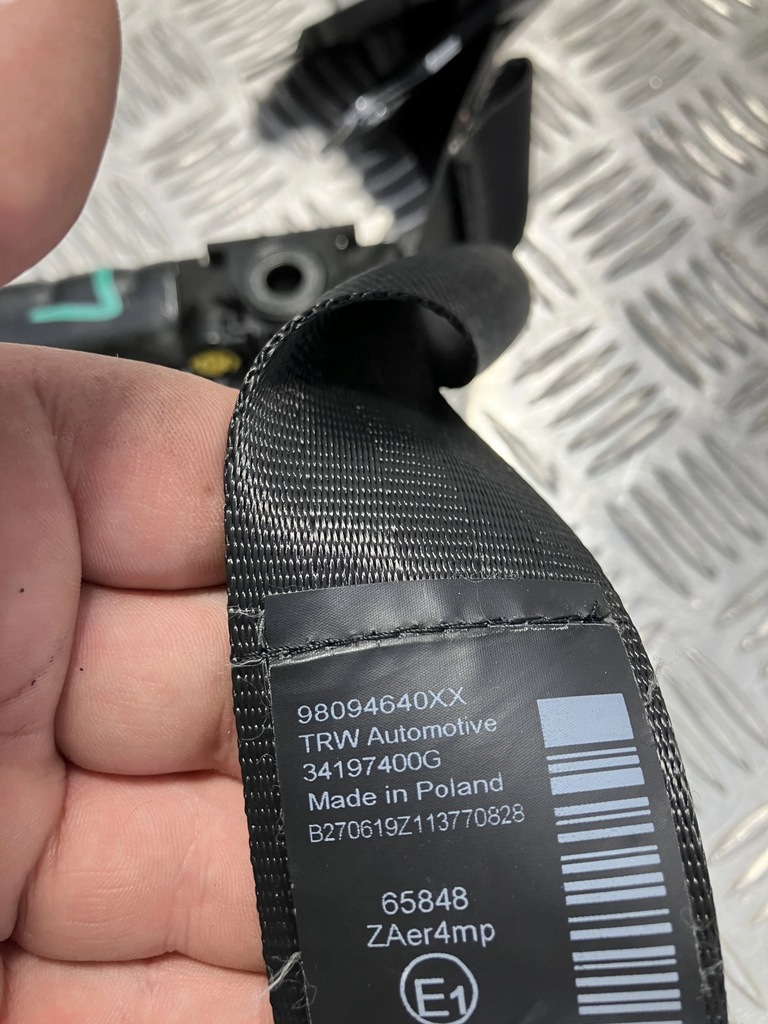 98094640XX
TRW Automotive
34197400G
Made in Poland
B270619Z113770828
65848
ZAer4mp
E1